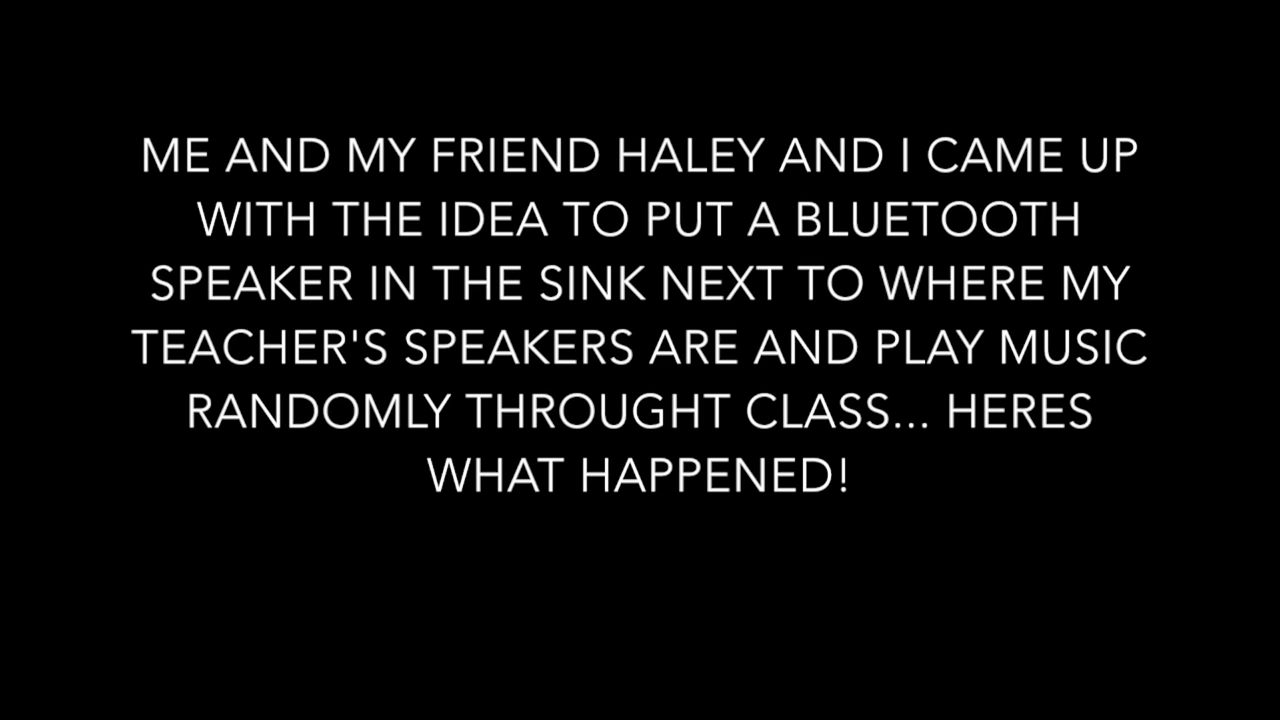 ME AND MY FRIEND HALEY AND I CAME UP
WITH THE IDEA TO PUT A BLUETOOTH
SPEAKER IN THE SINK NEXT TO WHERE MY
TEACHER'S SPEAKERS ARE AND PLAY MUSIC
RANDOMLY THROUGHT CLASS... HERES
WHAT HAPPENED!